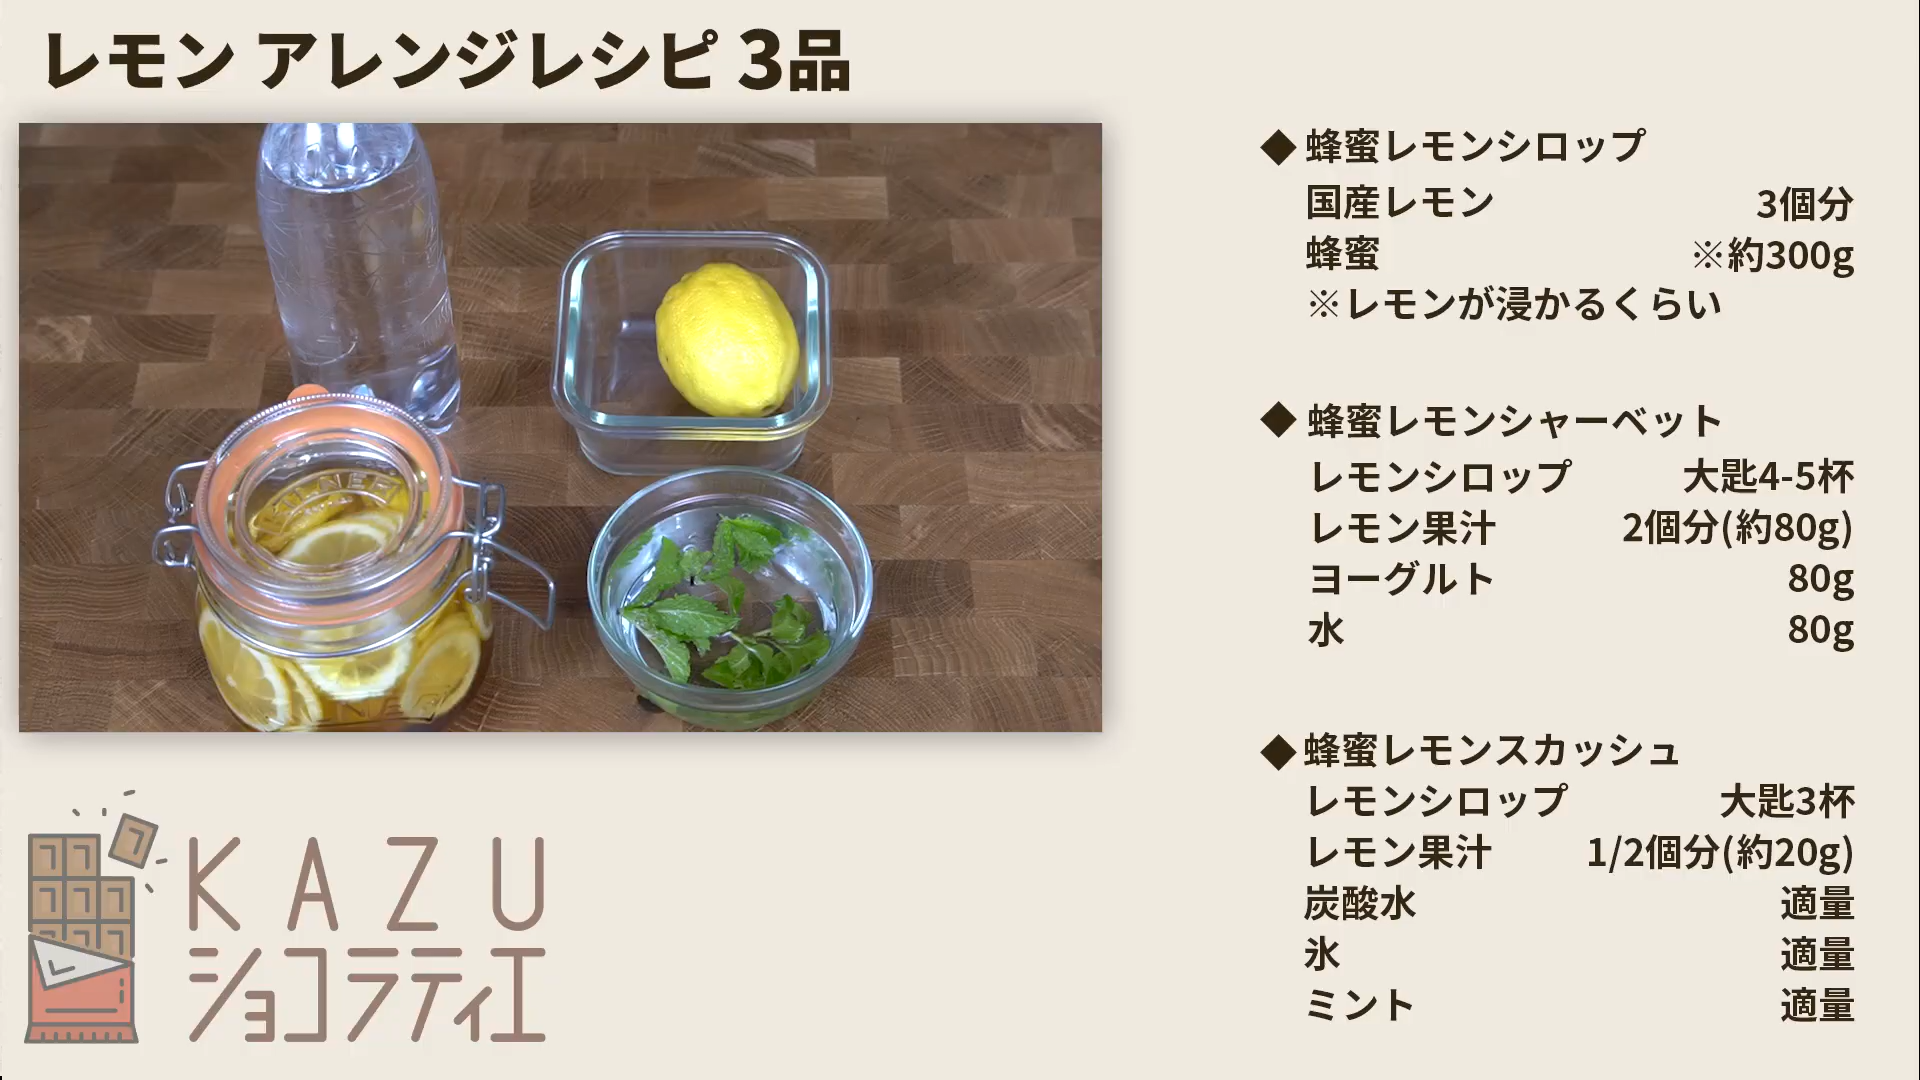 レモン アレンジレシピ 3品
◆ 蜂蜜レモンシロップ
国産レモン 3個分
蜂蜜 ※約300g
※レモンが浸かるくらい
◆ 蜂蜜レモンシャーベット
レモンシロップ 大匙4-5杯
レモン果汁 2個分(約80g)
ヨーグルト 80g
水 80g
◆ 蜂蜜レモンスカッシュ
レモンシロップ 大匙3杯
レモン果汁 1/2個分(約20g)
炭酸水 適量
氷 適量
ミント 適量
KAZU
ショコラティエ